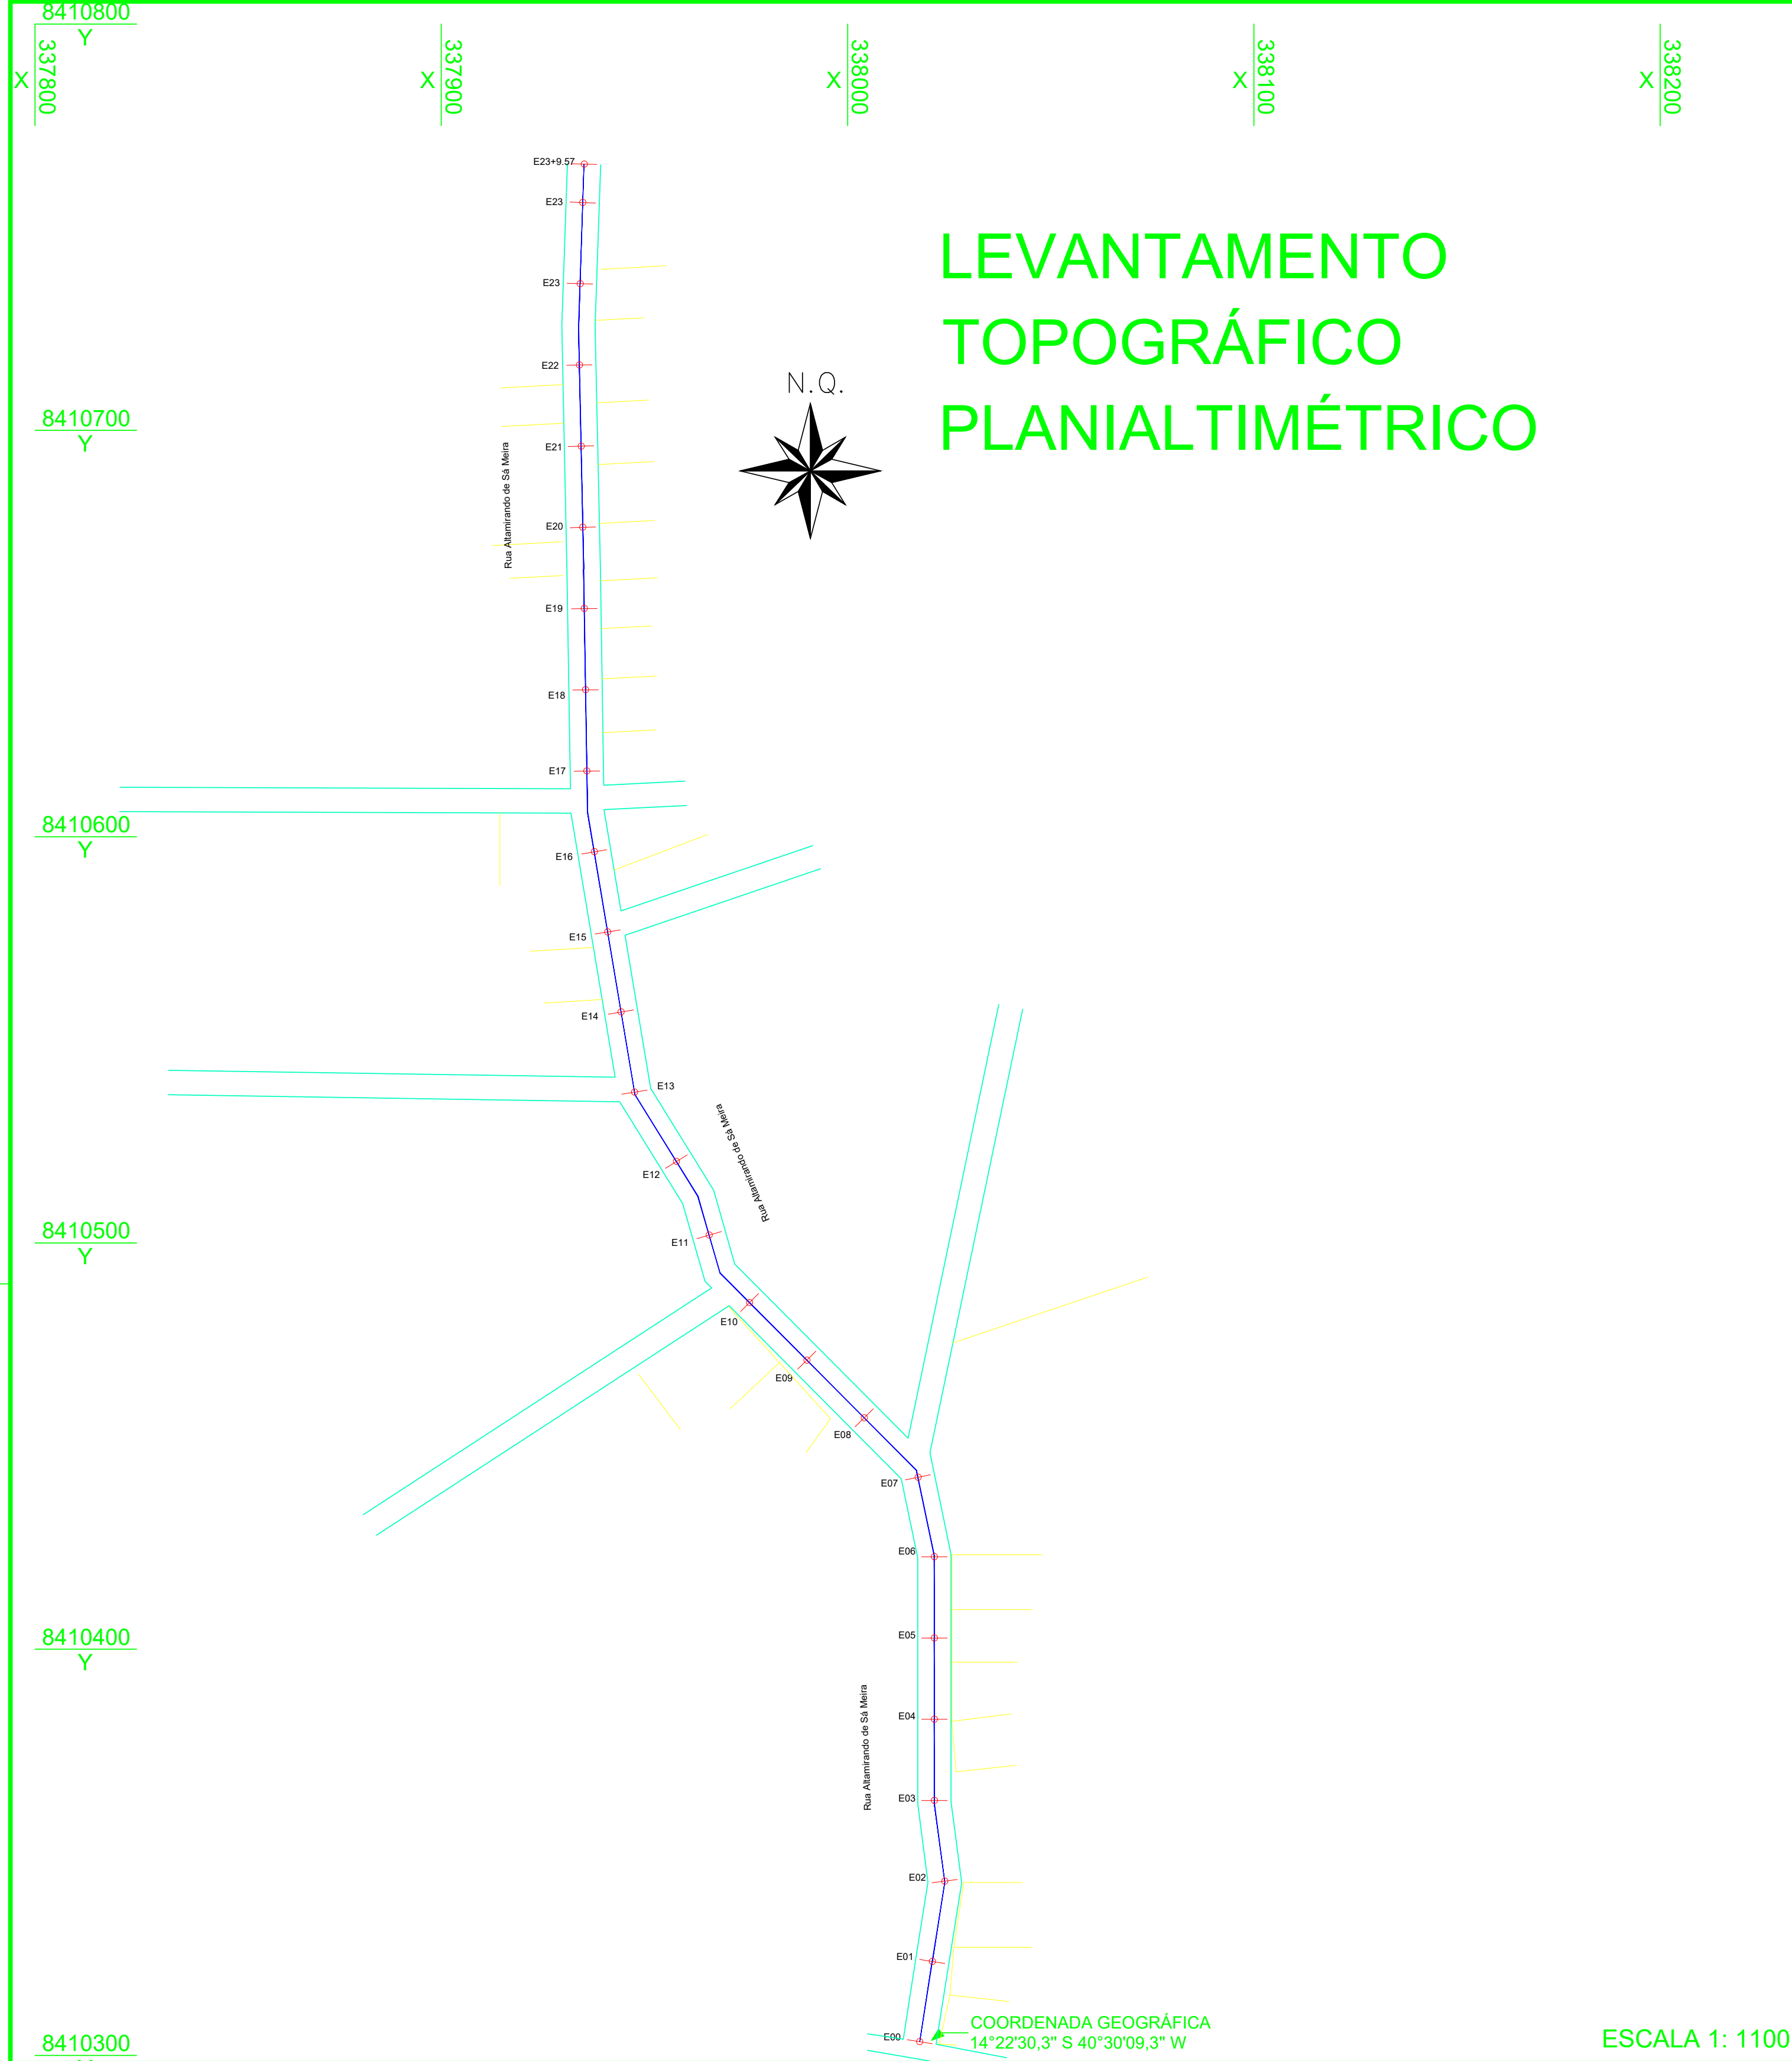 8410800
Y
X
337800
X
337900
X
338000
X
338100
X
338200
E23+9.57
E23
LEVANTAMENTO
TOPOGRÁFICO
PLANIALTIMÉTRICO
E23
E22
N.Q.
8410700
Y
E21
Rua Altamirando de Sá Meira
E20
E19
E18
E17
8410600
Y
E16
E15
E14
E13
Rua Altamirando de Sá Meira
E12
8410500
Y
E11
E10
E09
E08
E07
E06
E05
8410400
Y
E04
Rua Altamirando de Sá Meira
E03
E02
E01
E00
COORDENADA GEOGRÁFICA
14°22'30,3" S 40°30'09,3" W
ESCALA 1: 1100
8410300